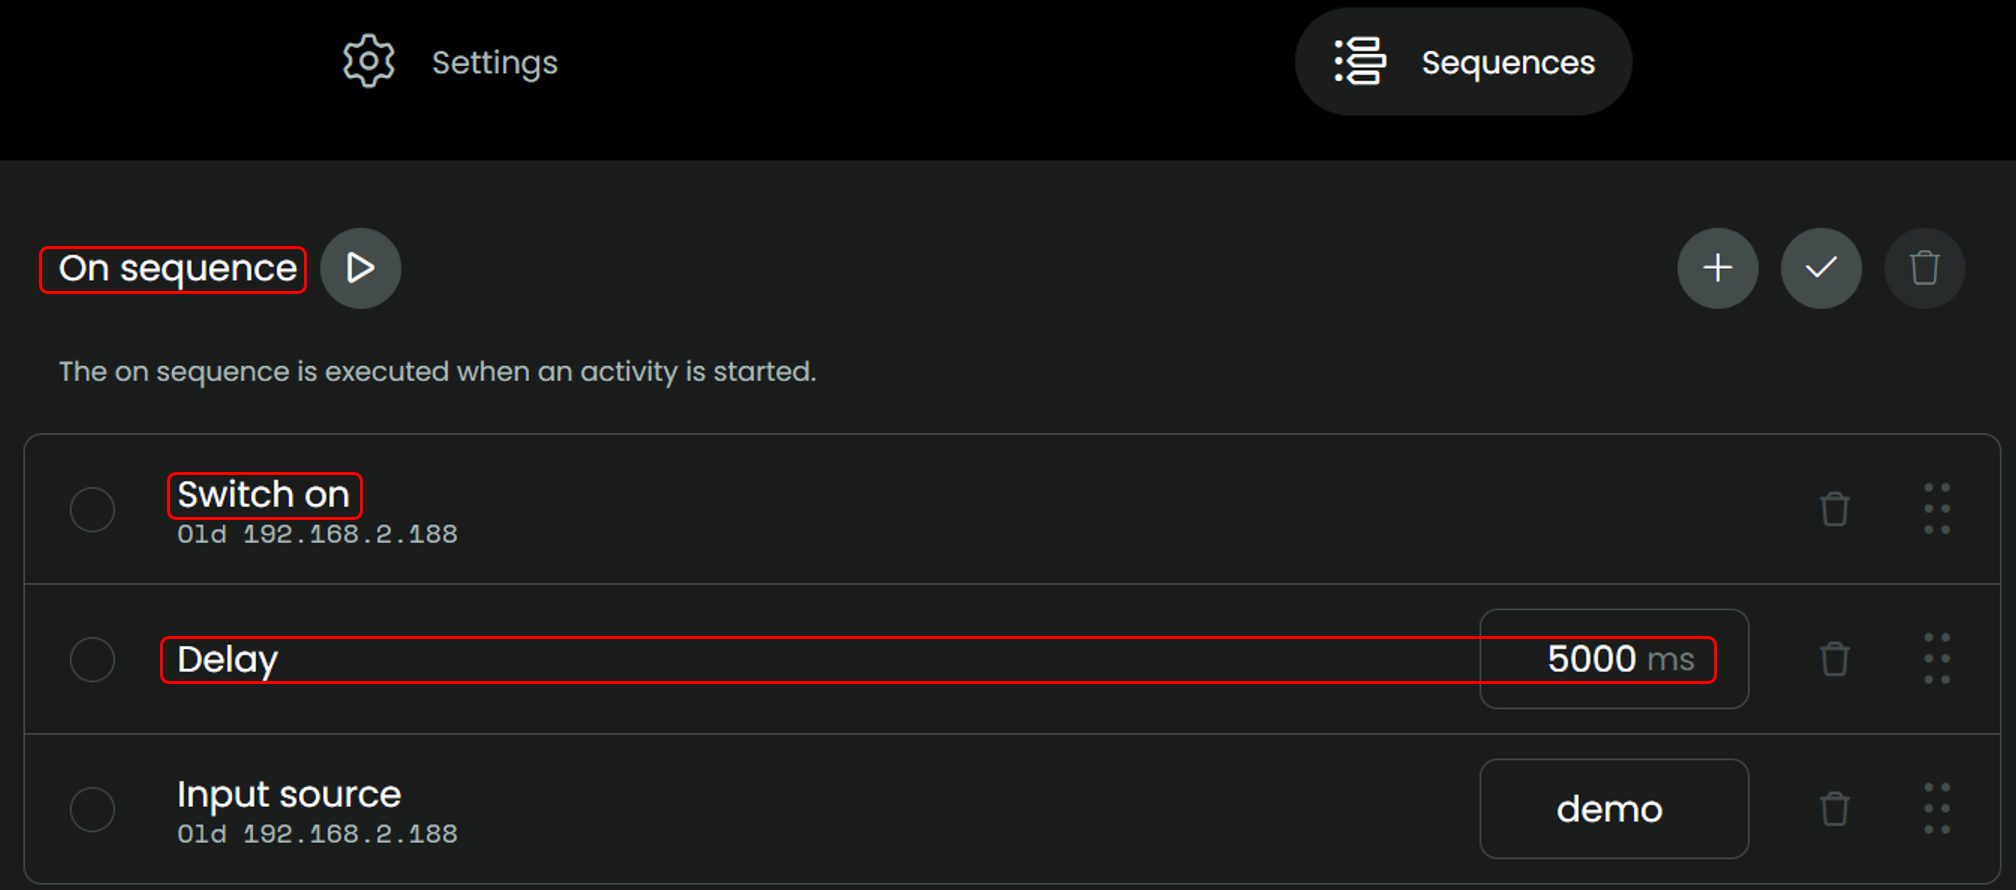 Settings
Sequences
On sequence
The on sequence is executed when an activity is started.
Switch on
Old 192.168.2.188
Delay
5000 ms
Input source
Old 192.168.2.188
demo